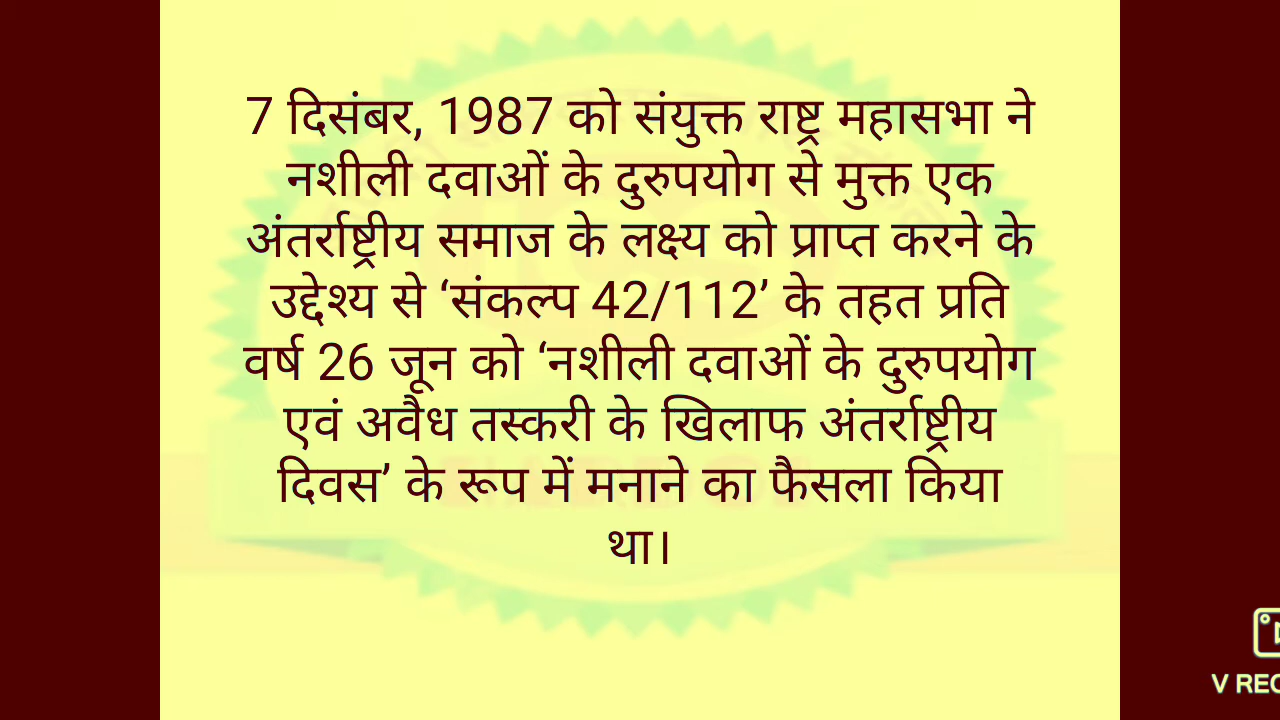 7 दिसंबर, 1987 को संयुक्त राष्ट्र महासभा ने
नशीली दवाओं के दुरुपयोग से मुक्त एक
अंतर्राष्ट्रीय समाज के लक्ष्य को प्राप्त करने के
उद्देश्य से ‘संकल्प 42/112’ के तहत प्रति
वर्ष 26 जून को ‘नशीली दवाओं के दुरुपयोग
एवं अवैध तस्करी के खिलाफ अंतर्राष्ट्रीय
दिवस’ के रूप में मनाने का फैसला किया
था।
V REC